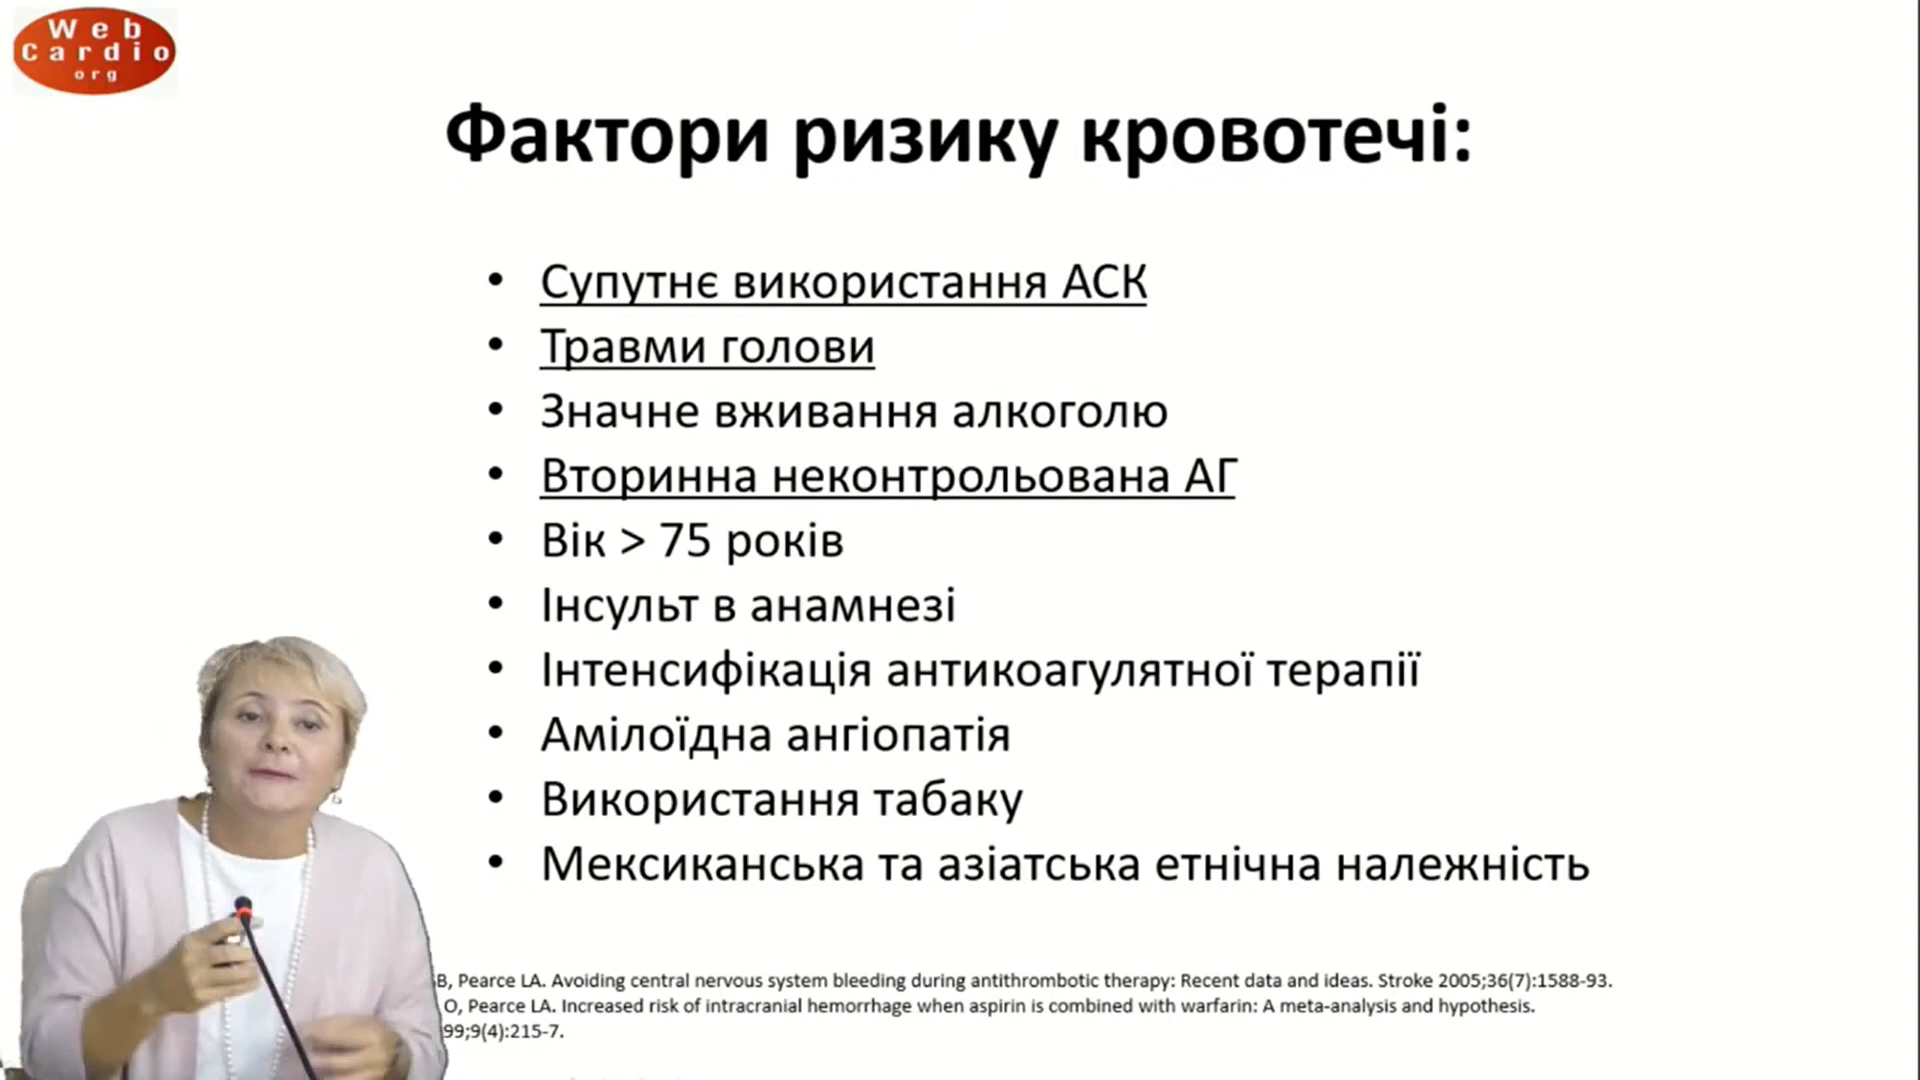 Web
Cardio
org
Фактори ризику кровотечі:
• Супутнє використання АСК
• Травми голови
• Значне вживання алкоголю
• Вторинна неконтрольована АГ
• Вік > 75 років
• Інсульт в анамнезі
• Інтенсифікація антикоагулятної терапії
• Амілоїдна ангіопатія
• Використання табаку
• Мексиканська та азіатська етнічна належність
B, Pearce LA. Avoiding central nervous system bleeding during antithrombotic therapy: Recent data and ideas. Stroke 2005;36(7):1588-93.
O, Pearce LA. Increased risk of intracranial hemorrhage when aspirin is combined with warfarin: A meta-analysis and hypothesis.
99;9(4):215-7.